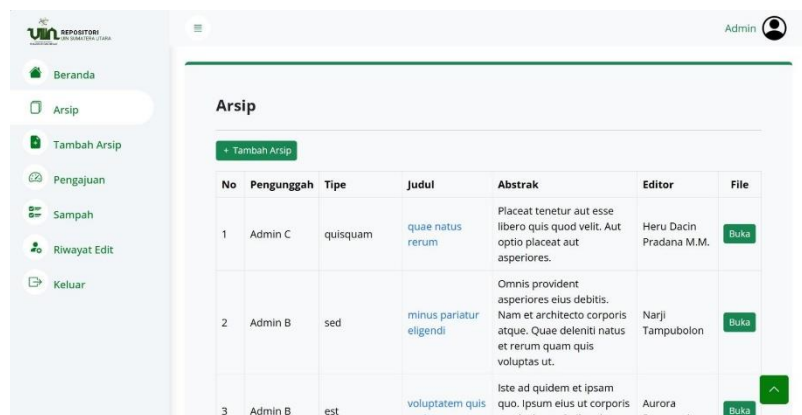 UIN REPOSITORI
UIN SUMATERA UTARA
Admin
Beranda
Arsip
Tambah Arsip
Pengajuan
Sampah
Riwayat Edit
Keluar
Arsip
+ Tambah Arsip
No Pengunggah Tipe Judul Abstrak Editor File
1 Admin C quisquam quae natus rerum
Placeat tenetur aut esse
libero quis quod velit. Aut
optio placeat aut
asperiores.
Heru Dacin
Pradana M.M.
Buka
2 Admin B sed minus pariatur eligendi
Omnis provident
asperiores eius debitis.
Nam et architecto corporis
atque. Quae deleniti natus
et rerum quam quis
voluptas ut.
Narji
Tampubolon
Buka
3 Admin B est voluptatem quis
Iste ad quidem et ipsam
quo. Ipsum eius ut corporis
Aurora
Buka